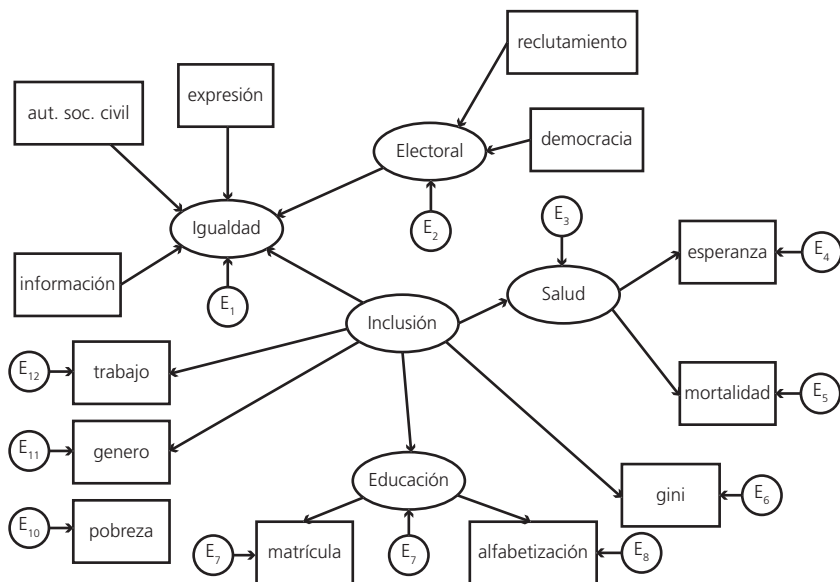 reclutamiento
expresión
aut. soc. civil
democracia
Electoral
E₂
E₃
Igualdad
esperanza
E₄
información
E₁
Salud
Inclusión
E₁₂
trabajo
mortalidad
E₅
E₁₁
genero
Educación
gini
E₆
E₁₀
pobreza
E₇
matrícula
E₇
alfabetización
E₈